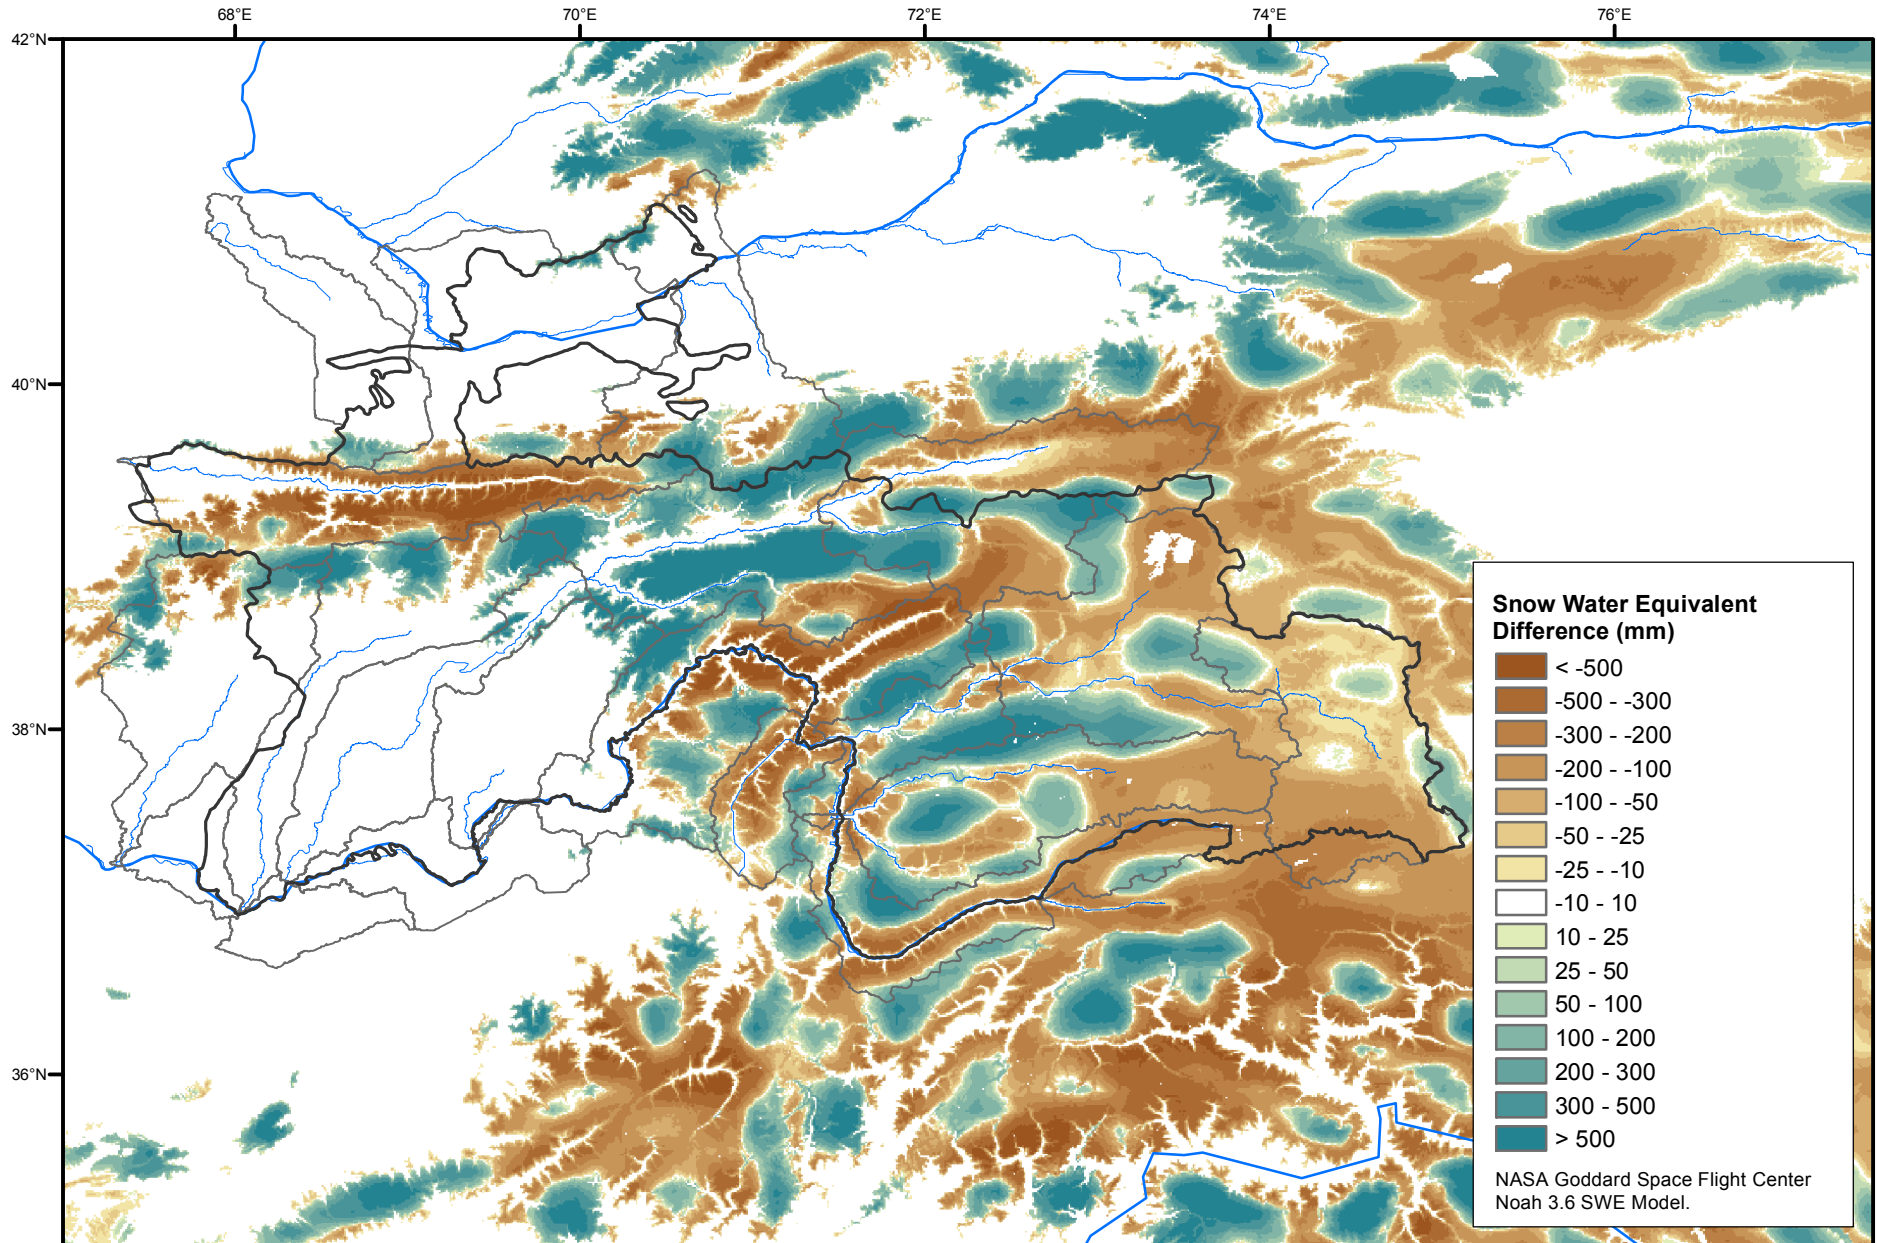 68°E 70°E 72°E 74°E 76°E
42°N
40°N
38°N
36°N
Snow Water Equivalent
Difference (mm)
< -500
-500 - -300
-300 - -200
-200 - -100
-100 - -50
-50 - -25
-25 - -10
-10 - 10
10 - 25
25 - 50
50 - 100
100 - 200
200 - 300
300 - 500
> 500
NASA Goddard Space Flight Center
Noah 3.6 SWE Model.